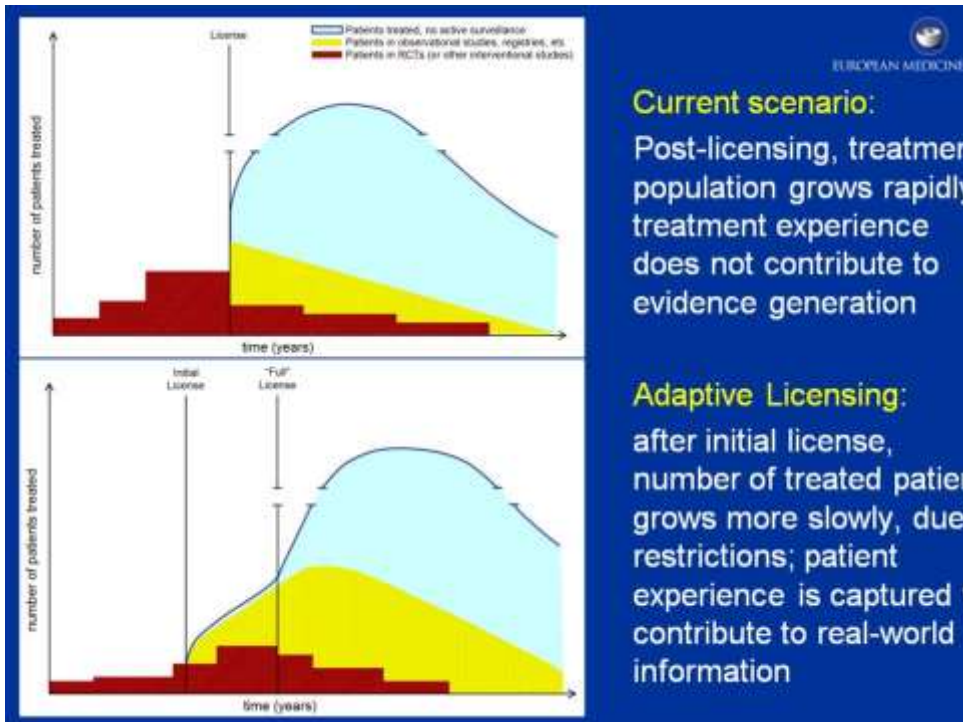 License
Patients treated, no active surveillance
Patients in observational studies, registries, etc
Patients in RCTs (or other interventional studies)
number of patients treated
time (years)
Initial
License
"Full"
License
number of patients treated
time (years)
EUROPEAN MEDICINE
Current scenario:
Post-licensing, treatmen
population grows rapidly
treatment experience
does not contribute to
evidence generation
Adaptive Licensing:
after initial license,
number of treated patien
grows more slowly, due
restrictions; patient
experience is captured
contribute to real-world
information